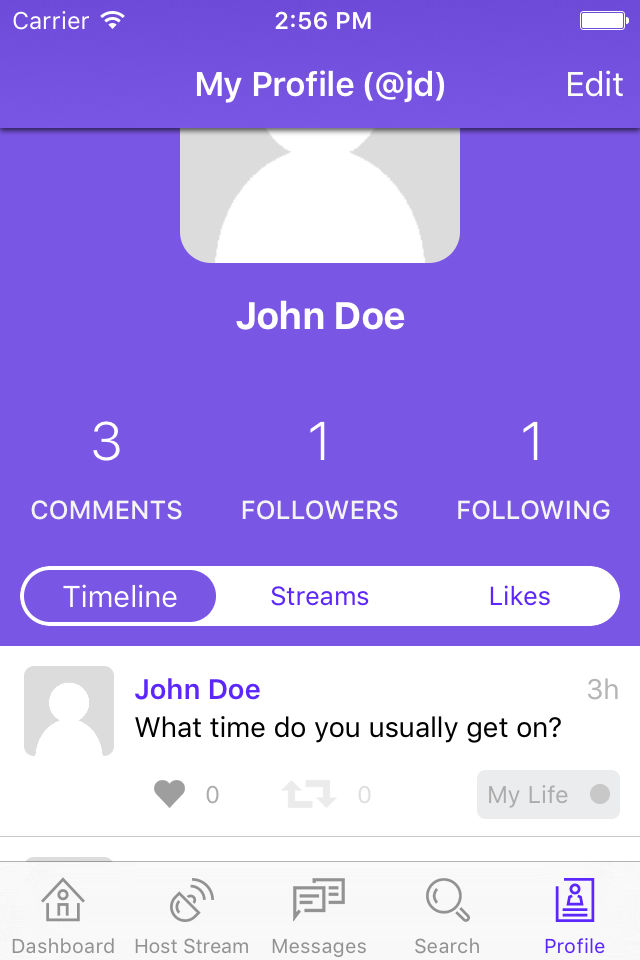 Carrier 2:56 PM
My Profile (@jd) Edit
John Doe
3 1 1
COMMENTS FOLLOWERS FOLLOWING
Timeline Streams Likes
John Doe 3h
What time do you usually get on?
0 0 My Life
Dashboard Host Stream Messages Search Profile